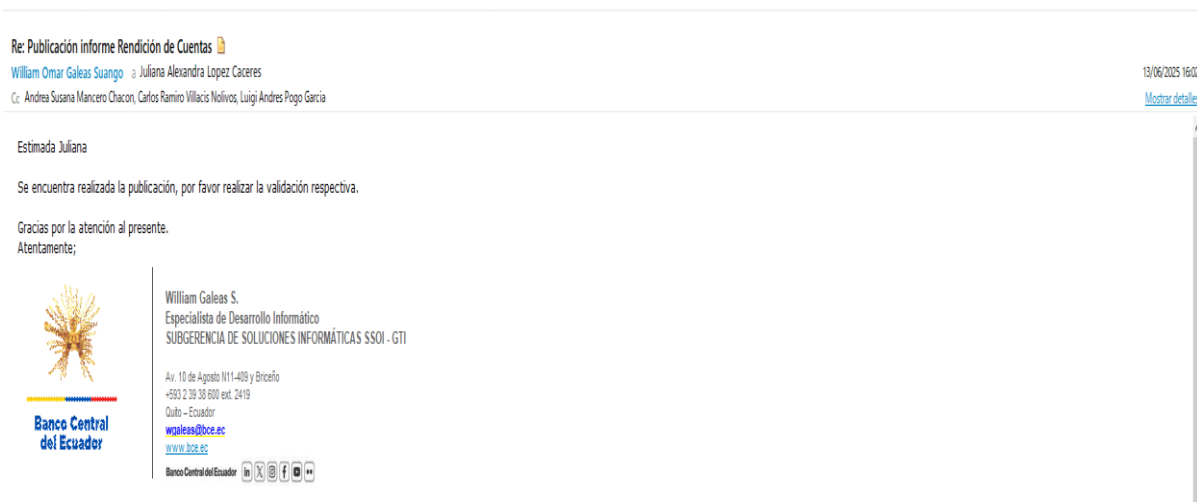 Re: Publicación informe Rendición de Cuentas
William Omar Galeas Suango a Juliana Alexandra Lopez Caceres
13/06/2025 16:02
Cc Andrea Susana Mancero Chacon, Carlos Ramiro Villacis Nolivos, Luigi Andres Pogo Garcia
Mostrar detalles
Estimada Juliana
Se encuentra realizada la publicación, por favor realizar la validación respectiva.
Gracias por la atención al presente.
Atentamente;
Banco Central
del Ecuador
William Galeas S.
Especialista de Desarrollo Informático
SUBGERENCIA DE SOLUCIONES INFORMÁTICAS SSOI - GTI
Av. 10 de Agosto N11-409 y Briceño
+593 2 39 38 600 ext. 2419
Quito – Ecuador
wgaleas@bce.ec
www.bce.ec
Banco Central del Ecuador